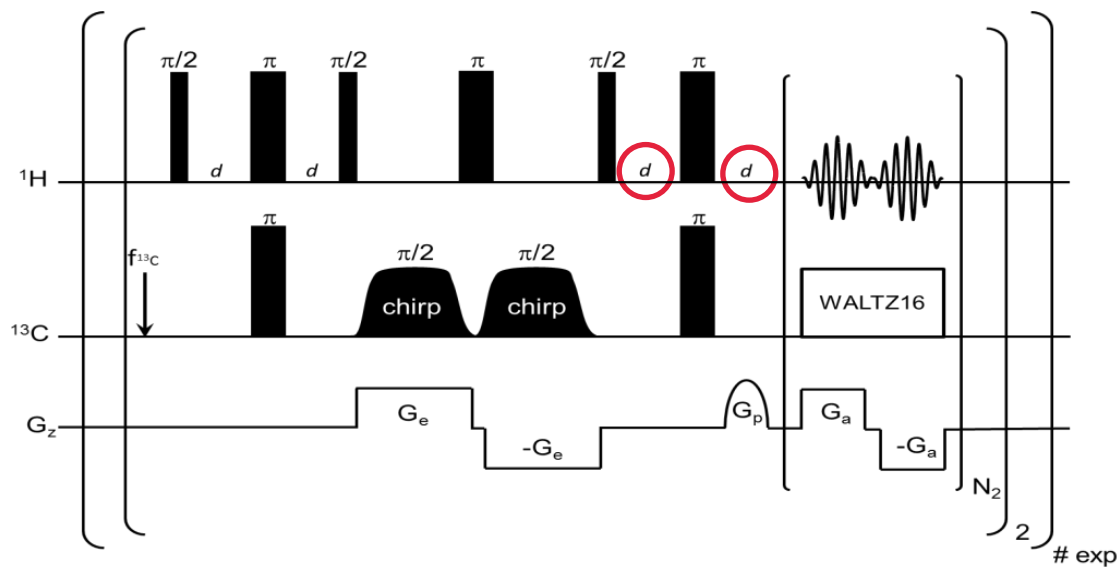 π/2 π π/2 π π/2 π
d d d d
¹H
π π
f¹³C π/2 π/2
chirp chirp WALTZ16
¹³C
Gz Ge -Ge Gp Ga -Ga
N₂
2
# exp